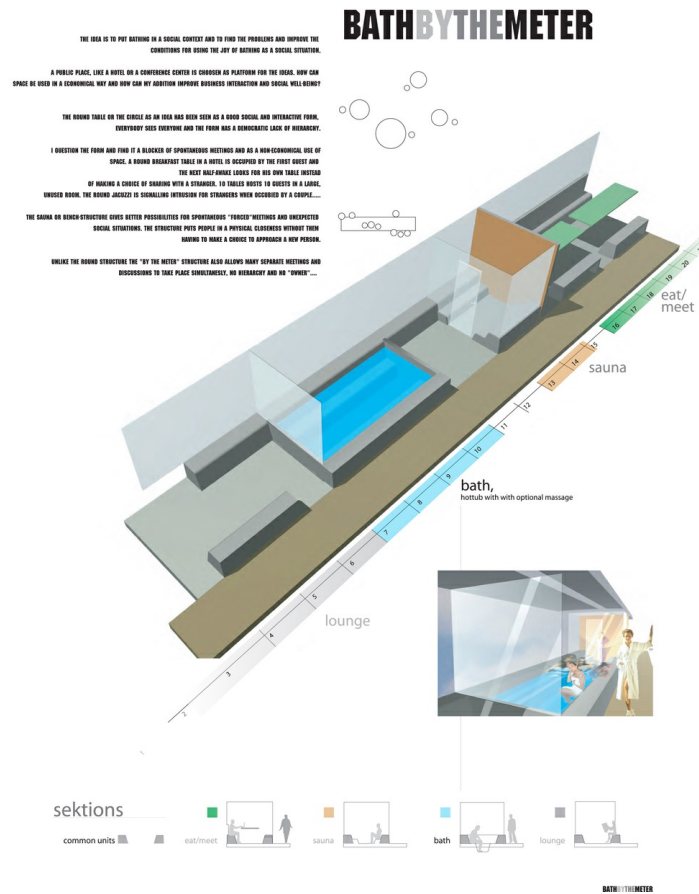 BATHBYTHEMETER
THE IDEA IS TO PUT BATHING IN A SOCIAL CONTEXT AND TO FIND THE PROBLEMS AND IMPROVE THE
CONDITIONS FOR USING THE JOY OF BATHING AS A SOCIAL SITUATION.
A PUBLIC PLACE, LIKE A HOTEL OR A CONFERENCE CENTER IS CHOOSEN AS PLATFORM FOR THE IDEAS. HOW CAN
SPACE BE USED IN A ECONOMICAL WAY AND HOW CAN MY ADDITION IMPROVE BUSINESS INTERACTION AND SOCIAL WELL-BEING?
THE ROUND TABLE OR THE CIRCLE AS AN IDEA HAS BEEN SEEN AS A GOOD SOCIAL AND INTERACTIVE FORM,
EVERYBODY SEES EVERYONE AND THE FORM HAS A DEMOCRATIC LACK OF HIERARCHY.
I QUESTION THE FORM AND FIND IT A BLOCKER OF SPONTANEOUS MEETINGS AND AS A NON-ECONOMICAL USE OF
SPACE. A ROUND BREAKFAST TABLE IN A HOTEL IS OCCUPIED BY THE FIRST GUEST AND
THE NEXT HALF-AWAKE LOOKS FOR HIS OWN TABLE INSTEAD
OF MAKING A CHOICE OF SHARING WITH A STRANGER. 10 TABLES HOSTS 10 GUESTS IN A LARGE,
UNUSED ROOM. THE ROUND JACUZZI IS SIGNALLING INTRUSION FOR STRANGERS WHEN OCCUPIED BY A COUPLE.....
THE SAUNA OR BENCH-STRUCTURE GIVES BETTER POSSIBILITIES FOR SPONTANEOUS "FORCED"MEETINGS AND UNEXPECTED
SOCIAL SITUATIONS. THE STRUCTURE PUTS PEOPLE IN A PHYSICAL CLOSENESS WITHOUT THEM
HAVING TO MAKE A CHOICE TO APPROACH A NEW PERSON.
UNLIKE THE ROUND STRUCTURE THE "BY THE METER" STRUCTURE ALSO ALLOWS MANY SEPARATE MEETINGS AND
DISCUSSIONS TO TAKE PLACE SIMULTANESLY, NO HIERARCHY AND NO "OWNER"....
20
19
18
17
16
eat/
meet
15
14
13
sauna
12
11
10
9
8
7
bath,
hottub with with optional massage
6
5
4
3
2
lounge
sektions
common units
eat/meet
sauna
bath
lounge
BATHBYTHEMETER